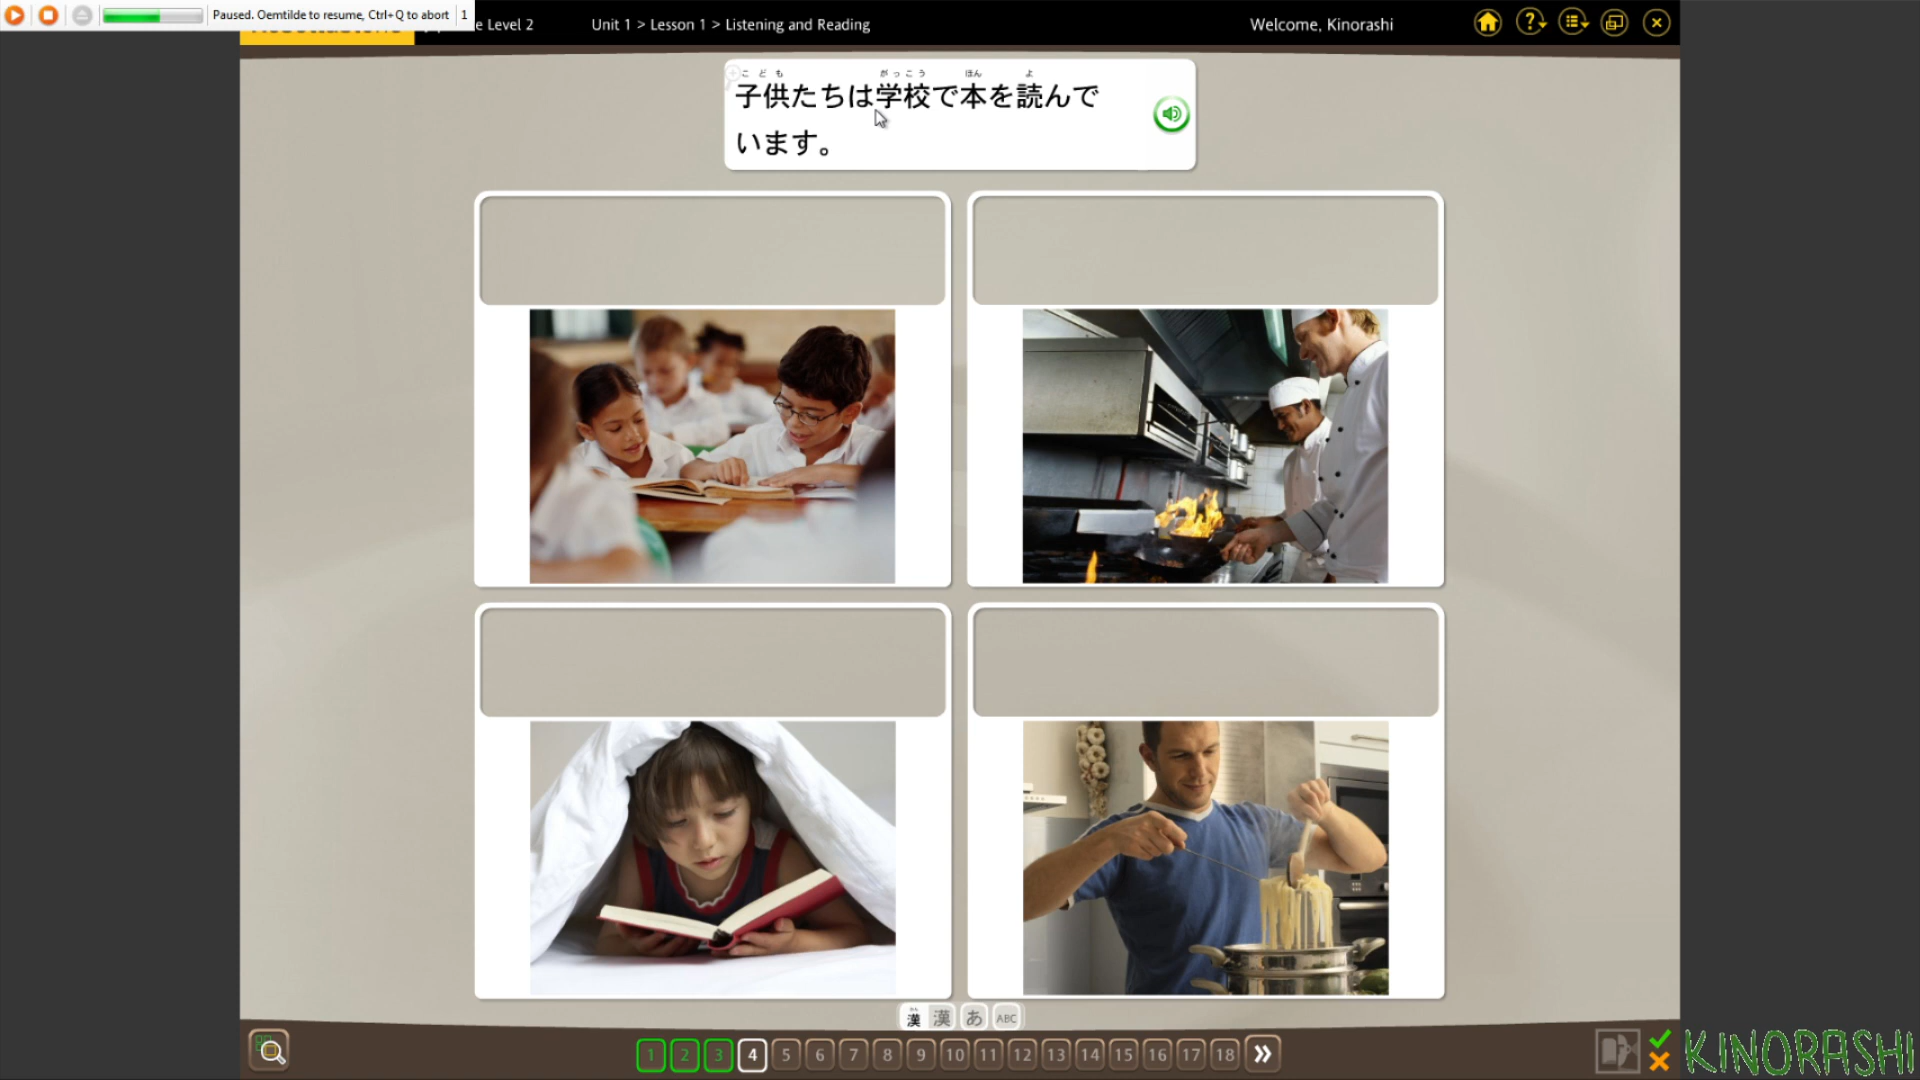 Paused. Oemtilde to resume, Ctrl+Q to abort 1
e Level 2
Unit 1 > Lesson 1 > Listening and Reading
Welcome, Kinorashi
こども がっこう ほん よ
子供たちは学校で本を読んで
います。
漢 漢 あ ABC
1 2 3 4 5 6 7 8 9 10 11 12 13 14 15 16 17 18
KINORASHI